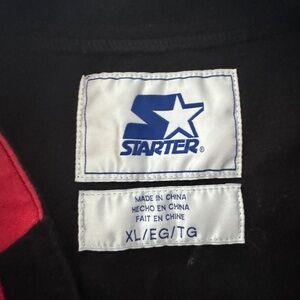 STARTER®
MADE IN CHINA
HECHO EN CHINA
FAIT EN CHINE
XL/EG/TG